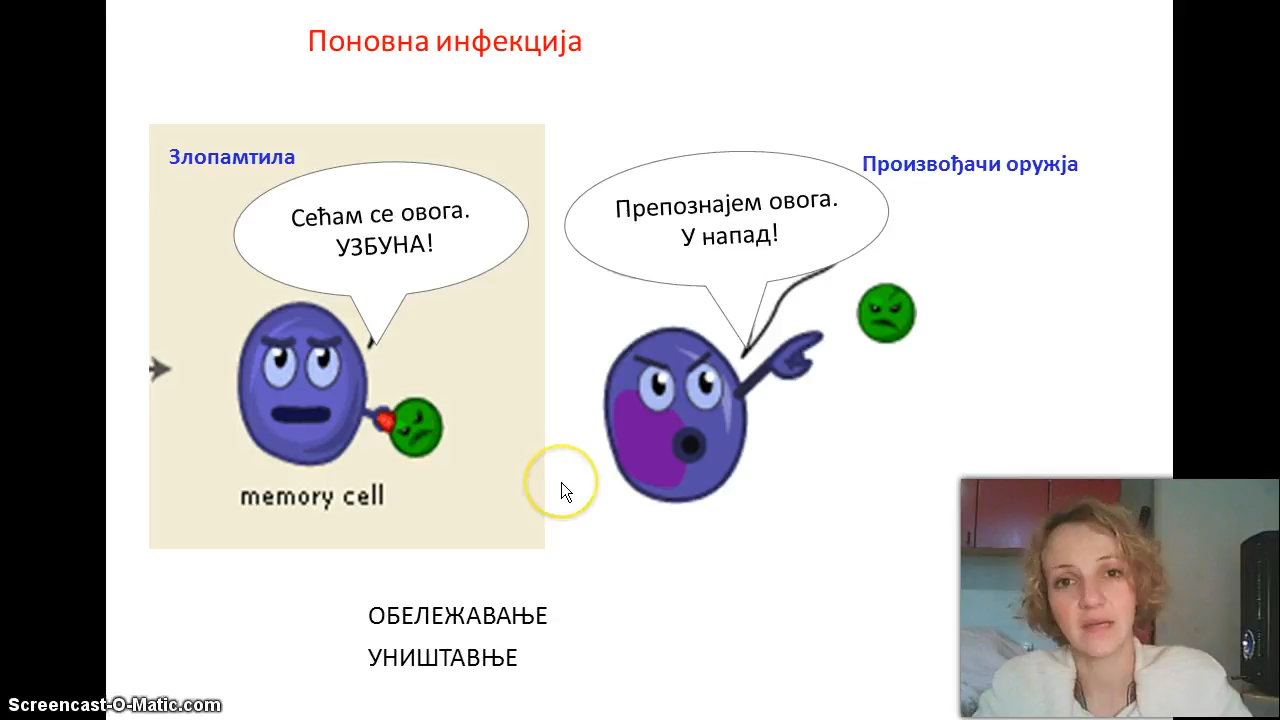 Поновна инфекција
Злопамтила
Сећам се овога.
УЗБУНА!
memory cell
Препознајем овога.
У напад!
Произвођачи оружја
ОБЕЛЕЖАВАЊЕ
УНИШТАВЊЕ
Screencast-O-Matic.com